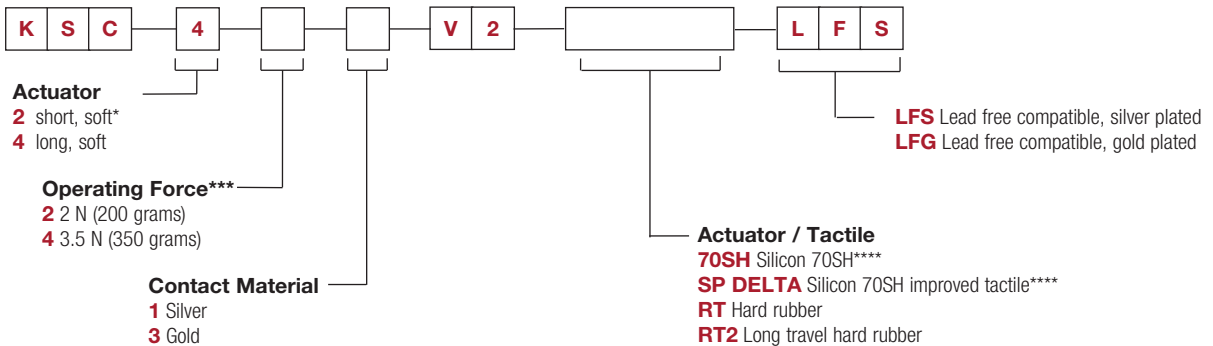 K S C 4 V 2 L F S
Actuator
2 short, soft*
4 long, soft
LFS Lead free compatible, silver plated
LFG Lead free compatible, gold plated
Operating Force***
2 2 N (200 grams)
4 3.5 N (350 grams)
Actuator / Tactile
70SH Silicon 70SH****
SP DELTA Silicon 70SH improved tactile****
RT Hard rubber
RT2 Long travel hard rubber
Contact Material
1 Silver
3 Gold